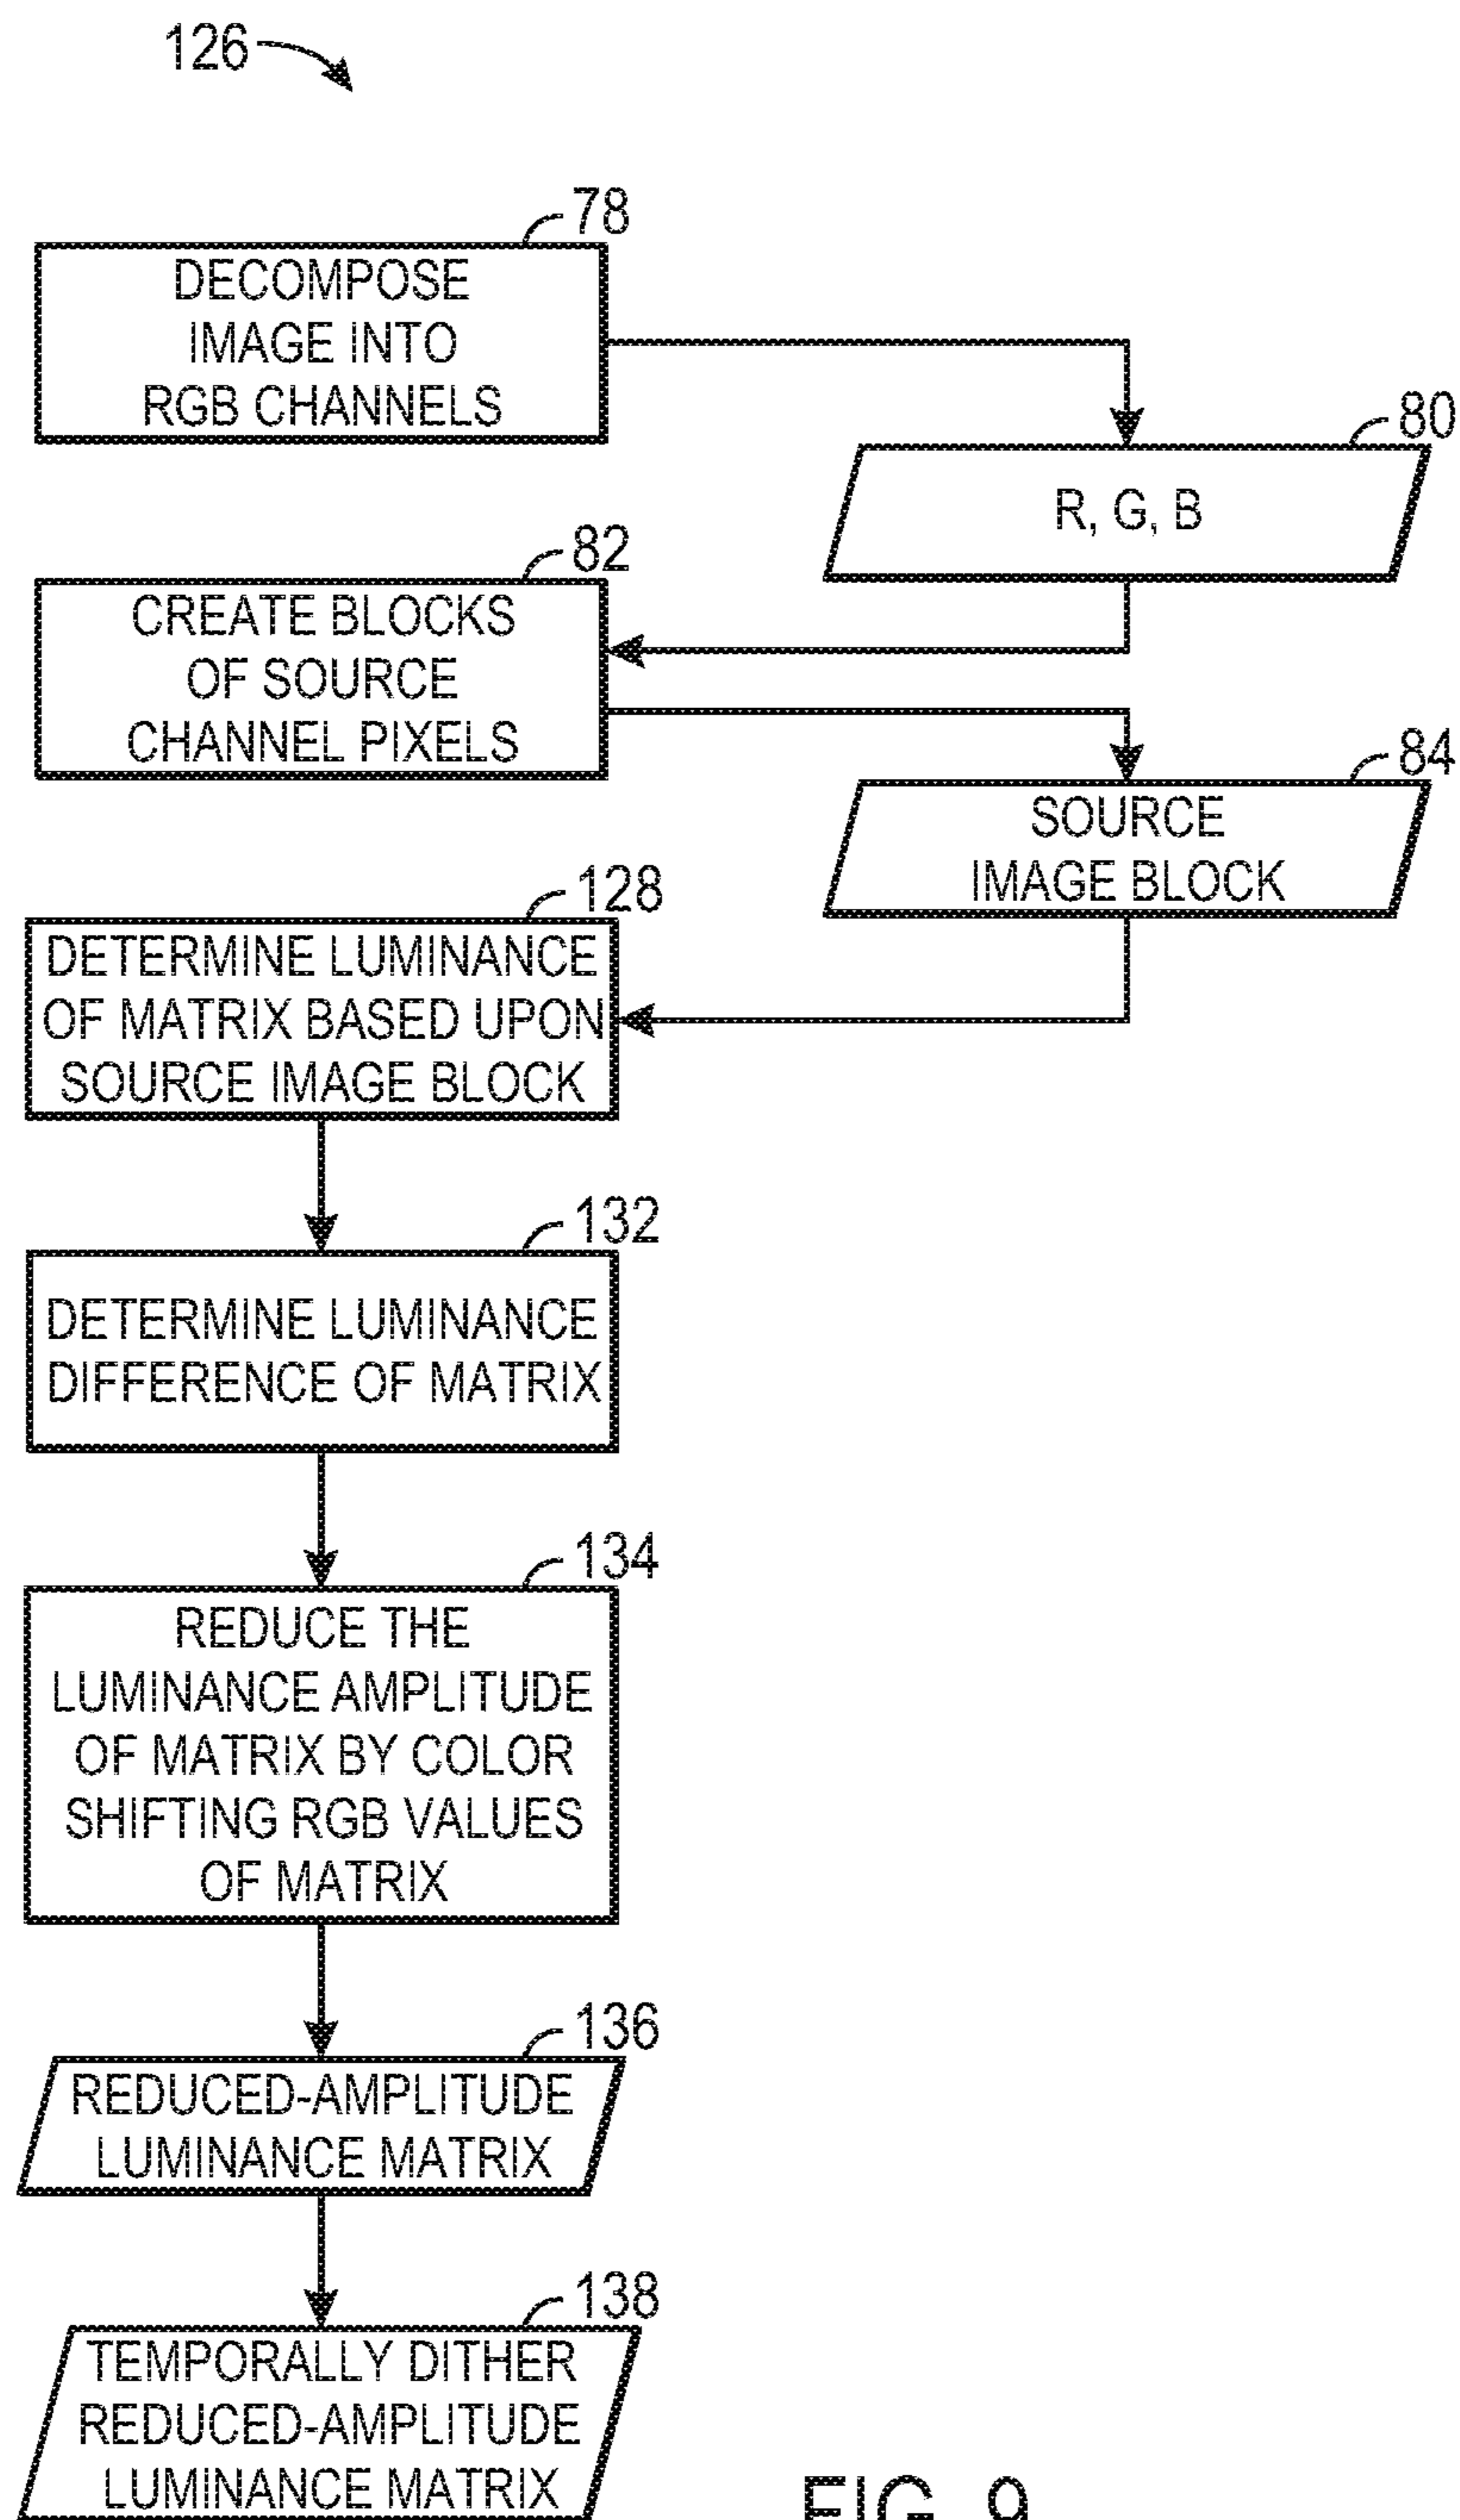 126
78
DECOMPOSE
IMAGE INTO
RGB CHANNELS
80
R, G, B
82
CREATE BLOCKS
OF SOURCE
CHANNEL PIXELS
84
SOURCE
IMAGE BLOCK
128
DETERMINE LUMINANCE
OF MATRIX BASED UPON
SOURCE IMAGE BLOCK
132
DETERMINE LUMINANCE
DIFFERENCE OF MATRIX
134
REDUCE THE
LUMINANCE AMPLITUDE
OF MATRIX BY COLOR
SHIFTING RGB VALUES
OF MATRIX
136
REDUCED-AMPLITUDE
LUMINANCE MATRIX
138
TEMPORALLY DITHER
REDUCED-AMPLITUDE
LUMINANCE MATRIX
FIG. 9